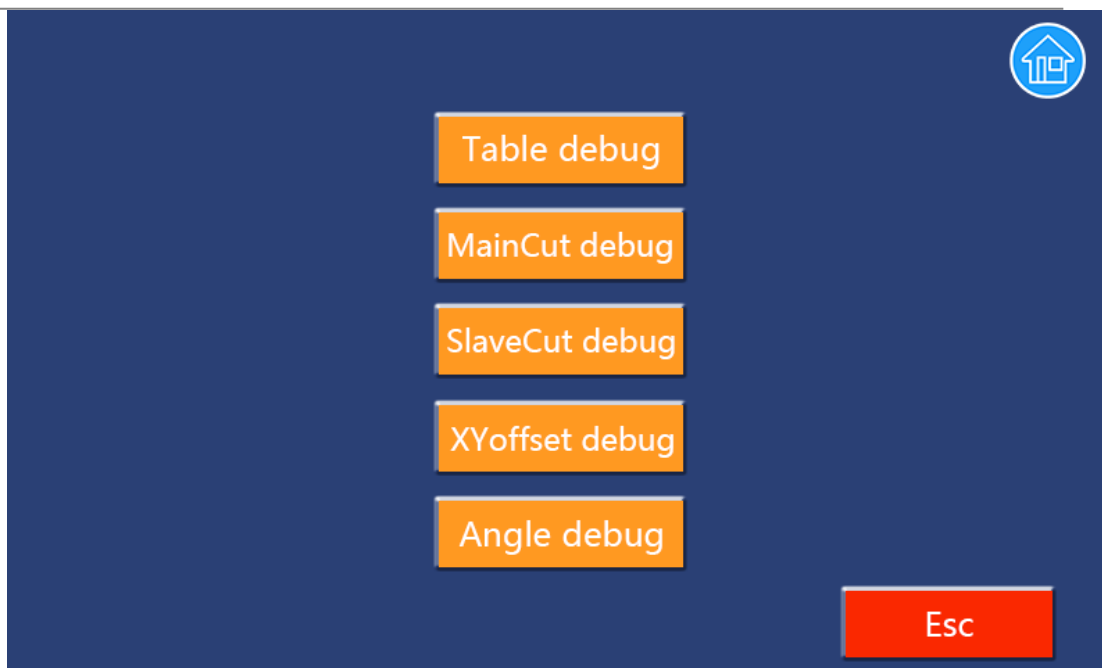 Table debug
MainCut debug
SlaveCut debug
XYoffset debug
Angle debug
Esc